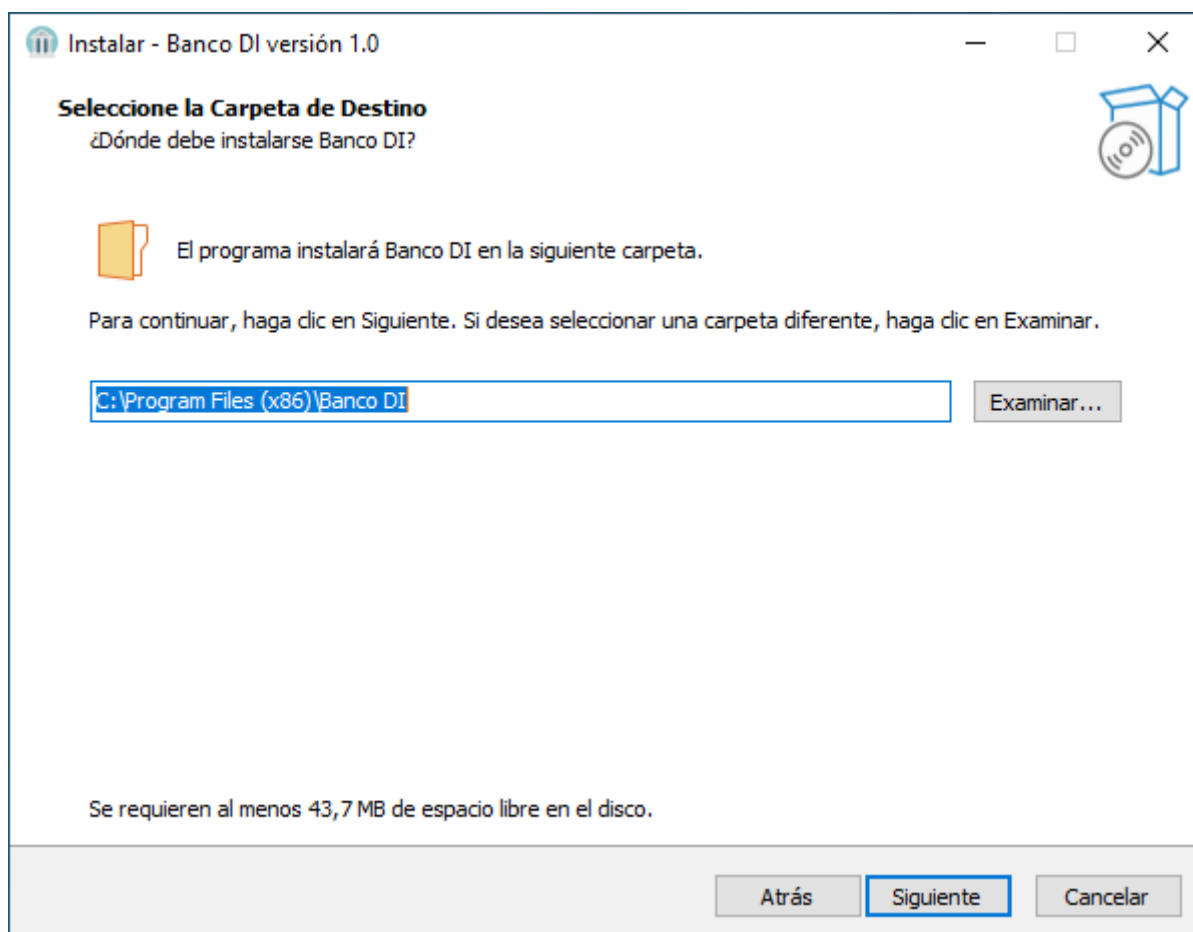 Instalar - Banco DI versión 1.0
Seleccione la Carpeta de Destino
¿Dónde debe instalarse Banco DI?
El programa instalará Banco DI en la siguiente carpeta.
Para continuar, haga clic en Siguiente. Si desea seleccionar una carpeta diferente, haga clic en Examinar.
C:\Program Files (x86)\Banco DI
Examinar...
Se requieren al menos 43,7 MB de espacio libre en el disco.
Atrás
Siguiente
Cancelar